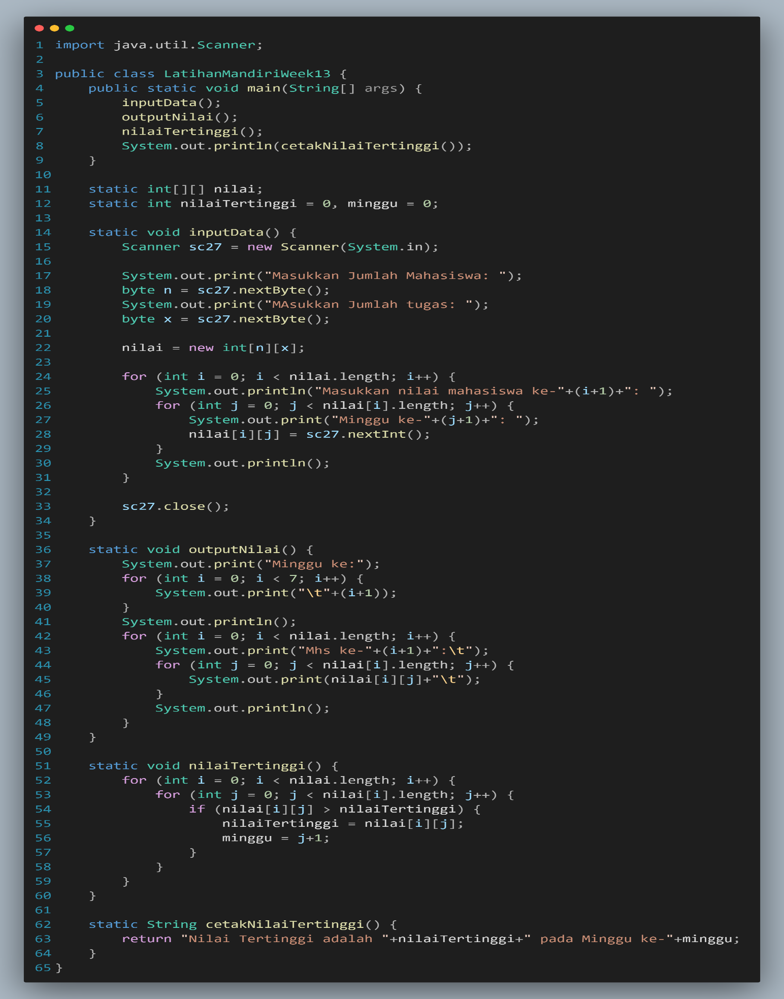 1 import java.util.Scanner;
2
3 public class LatihanMandiriWeek13 {
4     public static void main(String[] args) {
5         inputData();
6         outputNilai();
7         nilaiTertinggi();
8         System.out.println(cetakNilaiTertinggi());
9     }
10
11     static int[][] nilai;
12     static int nilaiTertinggi = 0, minggu = 0;
13
14     static void inputData() {
15         Scanner sc27 = new Scanner(System.in);
16
17         System.out.print("Masukkan Jumlah Mahasiswa: ");
18         byte n = sc27.nextByte();
19         System.out.print("MAsukkan Jumlah tugas: ");
20         byte x = sc27.nextByte();
21
22         nilai = new int[n][x];
23
24         for (int i = 0; i < nilai.length; i++) {
25             System.out.println("Masukkan nilai mahasiswa ke-"+(i+1)+": ");
26             for (int j = 0; j < nilai[i].length; j++) {
27                 System.out.print("Minggu ke-"+(j+1)+": ");
28                 nilai[i][j] = sc27.nextInt();
29             }
30             System.out.println();
31         }
32
33         sc27.close();
34     }
35
36     static void outputNilai() {
37         System.out.print("Minggu ke:");
38         for (int i = 0; i < 7; i++) {
39             System.out.print("\t"+(i+1));
40         }
41         System.out.println();
42         for (int i = 0; i < nilai.length; i++) {
43             System.out.print("Mhs ke-"+(i+1)+":\t");
44             for (int j = 0; j < nilai[i].length; j++) {
45                 System.out.print(nilai[i][j]+"\t");
46             }
47             System.out.println();
48         }
49     }
50
51     static void nilaiTertinggi() {
52         for (int i = 0; i < nilai.length; i++) {
53             for (int j = 0; j < nilai[i].length; j++) {
54                 if (nilai[i][j] > nilaiTertinggi) {
55                     nilaiTertinggi = nilai[i][j];
56                     minggu = j+1;
57                 }
58             }
59         }
60     }
61
62     static String cetakNilaiTertinggi() {
63         return "Nilai Tertinggi adalah "+nilaiTertinggi+" pada Minggu ke-"+minggu;
64     }
65 }